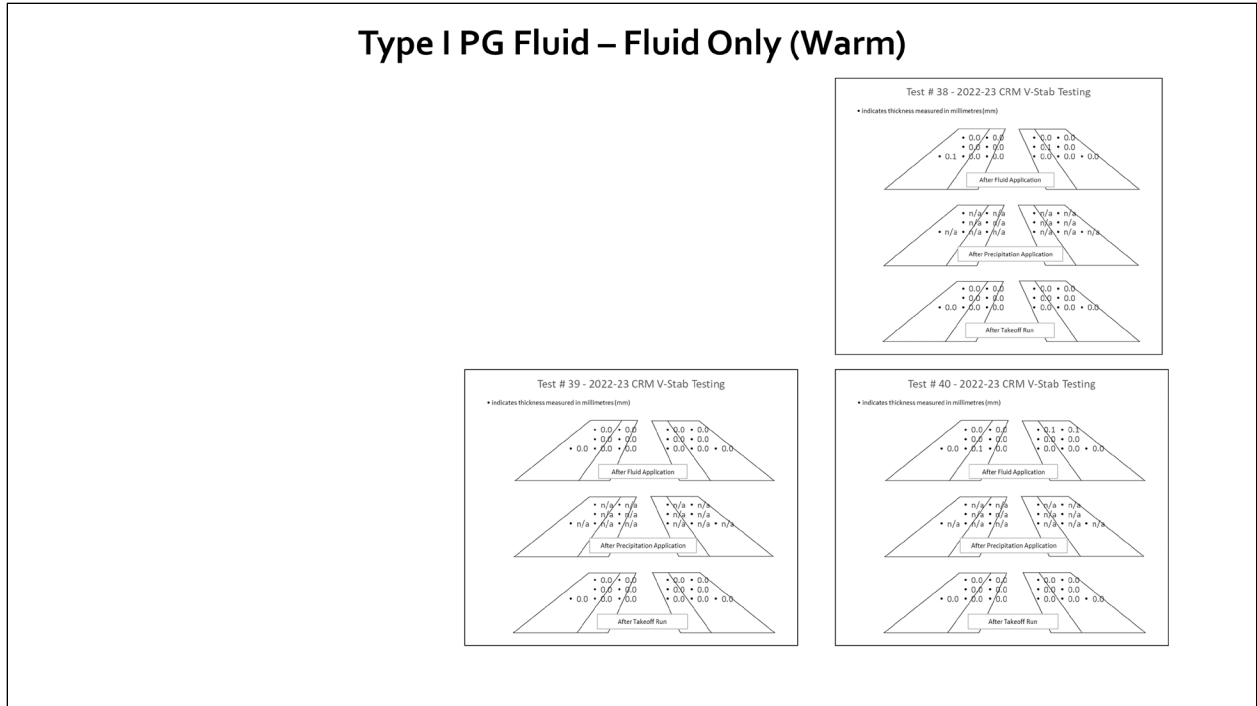 Type I PG Fluid – Fluid Only (Warm)
Test # 38 - 2022-23 CRM V-Stab Testing
• indicates thickness measured in millimetres (mm)
• 0.0 • 0.0 • 0.0 • 0.0
• 0.0 • 0.0 • 0.1 • 0.0
• 0.1 • 0.0 • 0.0 • 0.0 • 0.0 • 0.0
After Fluid Application
• n/a • n/a • n/a • n/a
• n/a • n/a • n/a • n/a
• n/a • n/a • n/a • n/a • n/a • n/a
After Precipitation Application
• 0.0 • 0.0 • 0.0 • 0.0
• 0.0 • 0.0 • 0.0 • 0.0
• 0.0 • 0.0 • 0.0 • 0.0 • 0.0 • 0.0
After Takeoff Run
Test # 39 - 2022-23 CRM V-Stab Testing
• indicates thickness measured in millimetres (mm)
• 0.0 • 0.0 • 0.0 • 0.0
• 0.0 • 0.0 • 0.0 • 0.0
• 0.0 • 0.0 • 0.0 • 0.0 • 0.0 • 0.0
After Fluid Application
• n/a • n/a • n/a • n/a
• n/a • n/a • n/a • n/a
• n/a • n/a • n/a • n/a • n/a • n/a
After Precipitation Application
• 0.0 • 0.0 • 0.0 • 0.0
• 0.0 • 0.0 • 0.0 • 0.0
• 0.0 • 0.0 • 0.0 • 0.0 • 0.0 • 0.0
After Takeoff Run
Test # 40 - 2022-23 CRM V-Stab Testing
• indicates thickness measured in millimetres (mm)
• 0.0 • 0.0 • 0.1 • 0.1
• 0.0 • 0.0 • 0.0 • 0.0
• 0.0 • 0.1 • 0.0 • 0.0 • 0.0 • 0.0
After Fluid Application
• n/a • n/a • n/a • n/a
• n/a • n/a • n/a • n/a
• n/a • n/a • n/a • n/a • n/a • n/a
After Precipitation Application
• 0.0 • 0.0 • 0.0 • 0.0
• 0.0 • 0.0 • 0.0 • 0.0
• 0.0 • 0.0 • 0.0 • 0.0 • 0.0 • 0.0
After Takeoff Run